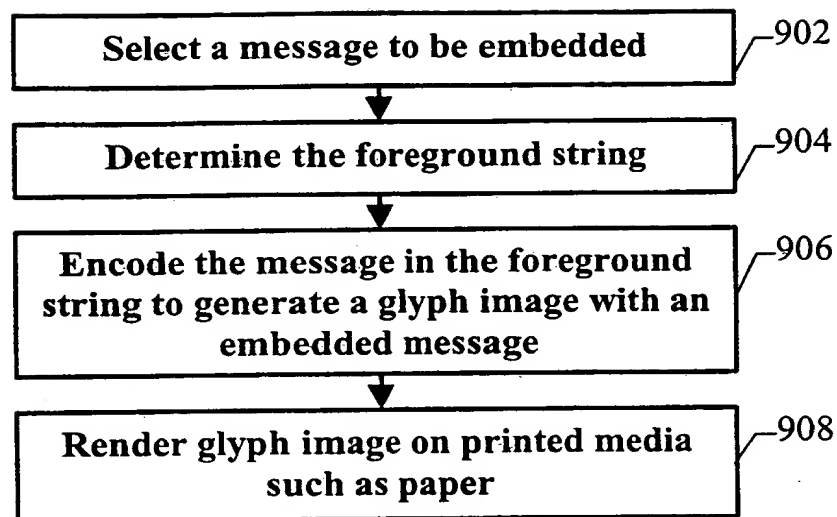 Select a message to be embedded
902
Determine the foreground string
904
Encode the message in the foreground
string to generate a glyph image with an
embedded message
906
Render glyph image on printed media
such as paper
908